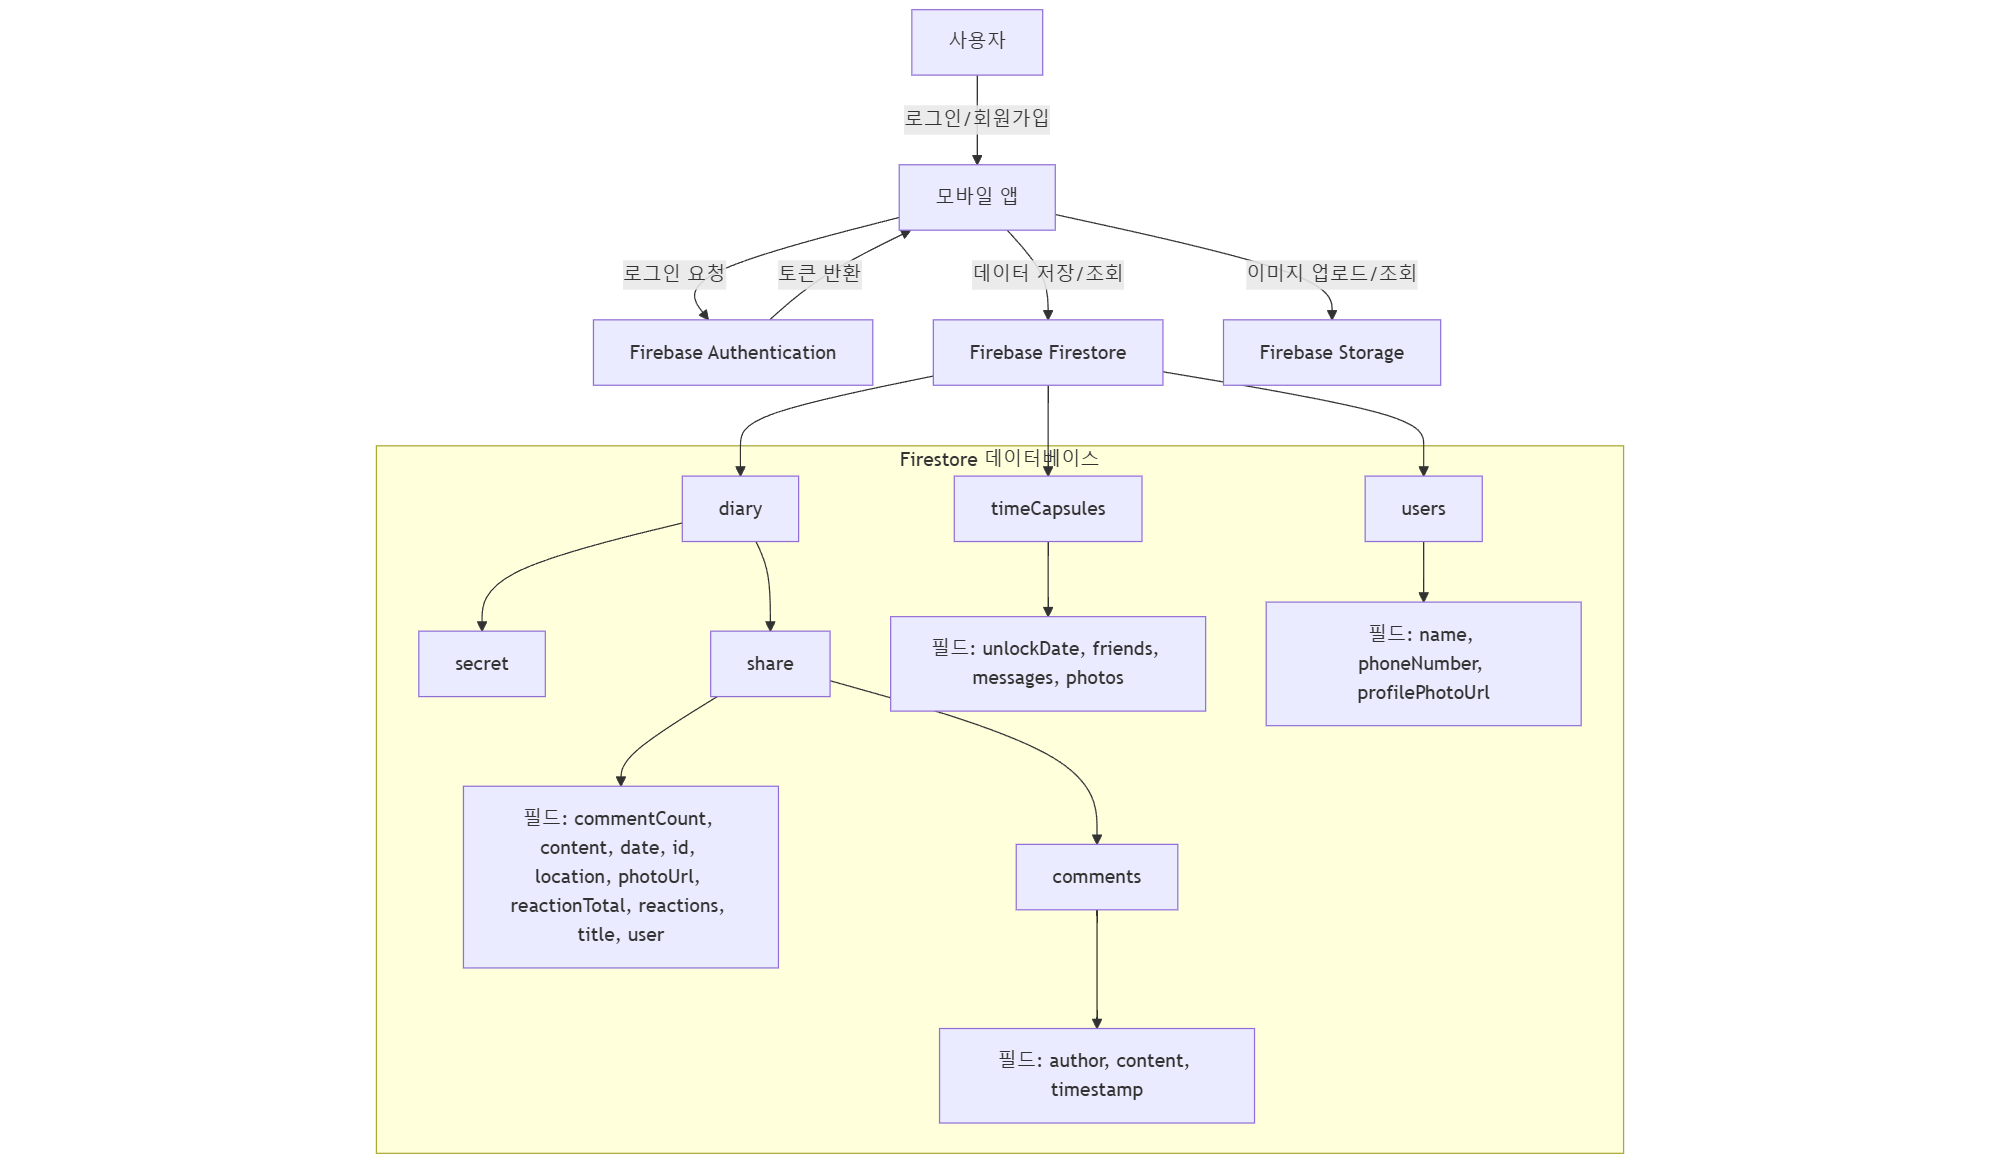 사용자
로그인/회원가입
모바일 앱
로그인 요청
토큰 반환
데이터 저장/조회
이미지 업로드/조회
Firebase Authentication
Firebase Firestore
Firebase Storage
Firestore 데이터베이스
diary
timeCapsules
users
secret
share
필드: unlockDate, friends,
messages, photos
필드: name,
phoneNumber,
profilePhotoUrl
필드: commentCount,
content, date, id,
location, photoUrl,
reactionTotal, reactions,
title, user
comments
필드: author, content,
timestamp